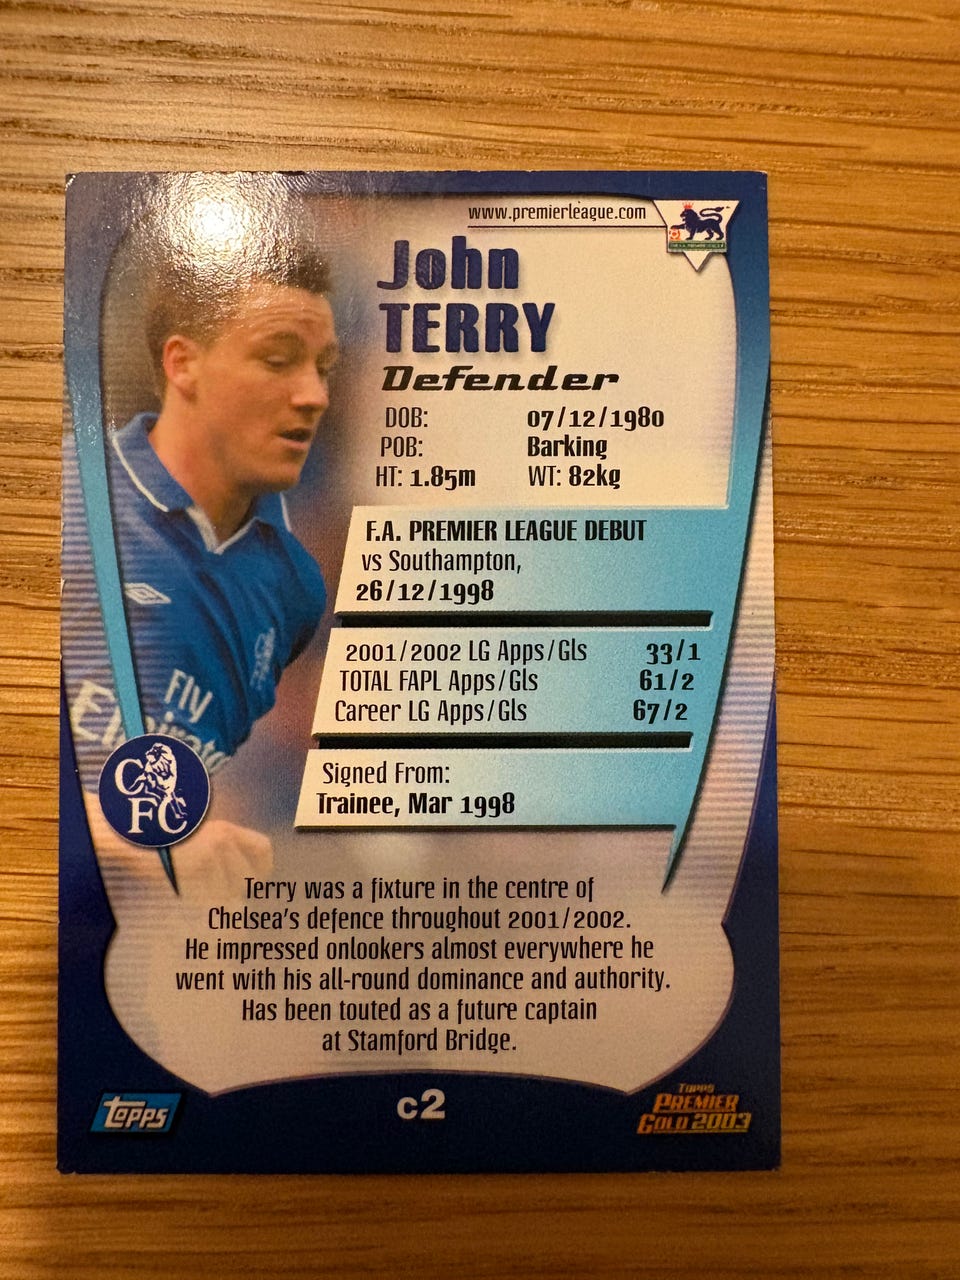 www.premierleague.com
John
TERRY
Defender
DOB: 07/12/1980
POB: Barking
HT: 1.85m WT: 82kg
F.A. PREMIER LEAGUE DEBUT
vs Southampton,
26/12/1998
2001/2002 LG Apps/Gls 33/1
TOTAL FAPL Apps/Gls 61/2
Career LG Apps/Gls 67/2
Signed From:
Trainee, Mar 1998
Fly
Emirates
CFC
Terry was a fixture in the centre of
Chelsea's defence throughout 2001/2002.
He impressed onlookers almost everywhere he
went with his all-round dominance and authority.
Has been touted as a future captain
at Stamford Bridge.
Topps
c2
Topps
PREMIER
GOLD 2003